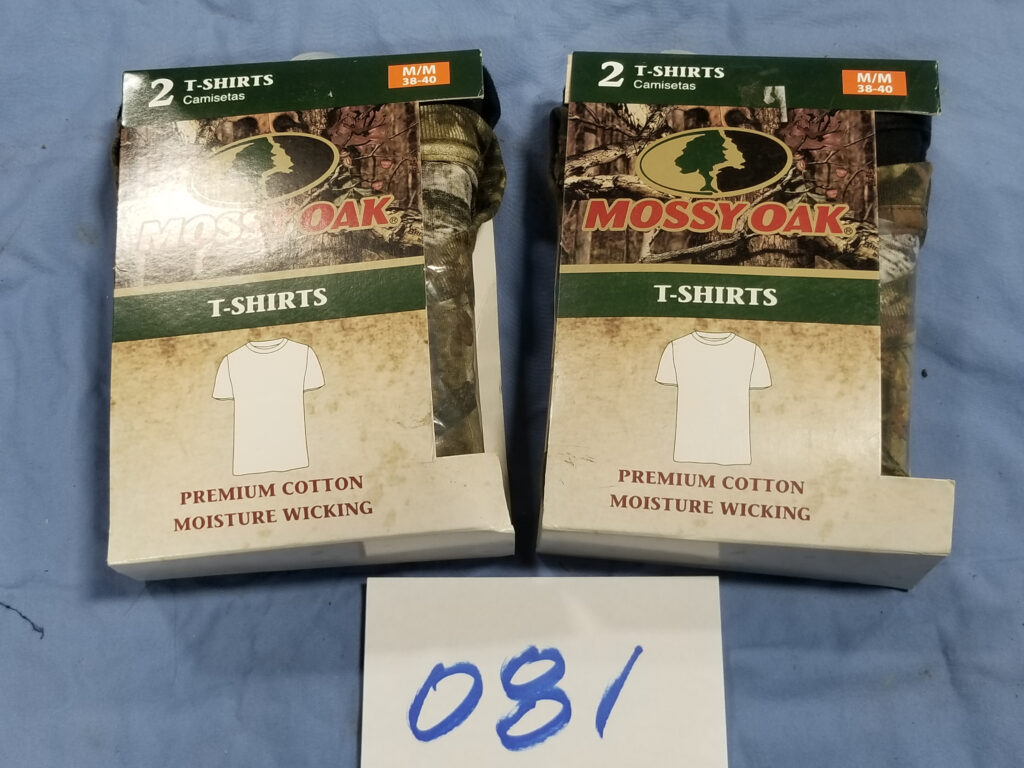 2 T-SHIRTS
Camisetas
M/M
38-40
MOSSY OAK®
T-SHIRTS
PREMIUM COTTON
MOISTURE WICKING
2 T-SHIRTS
Camisetas
M/M
38-40
MOSSY OAK®
T-SHIRTS
PREMIUM COTTON
MOISTURE WICKING
081